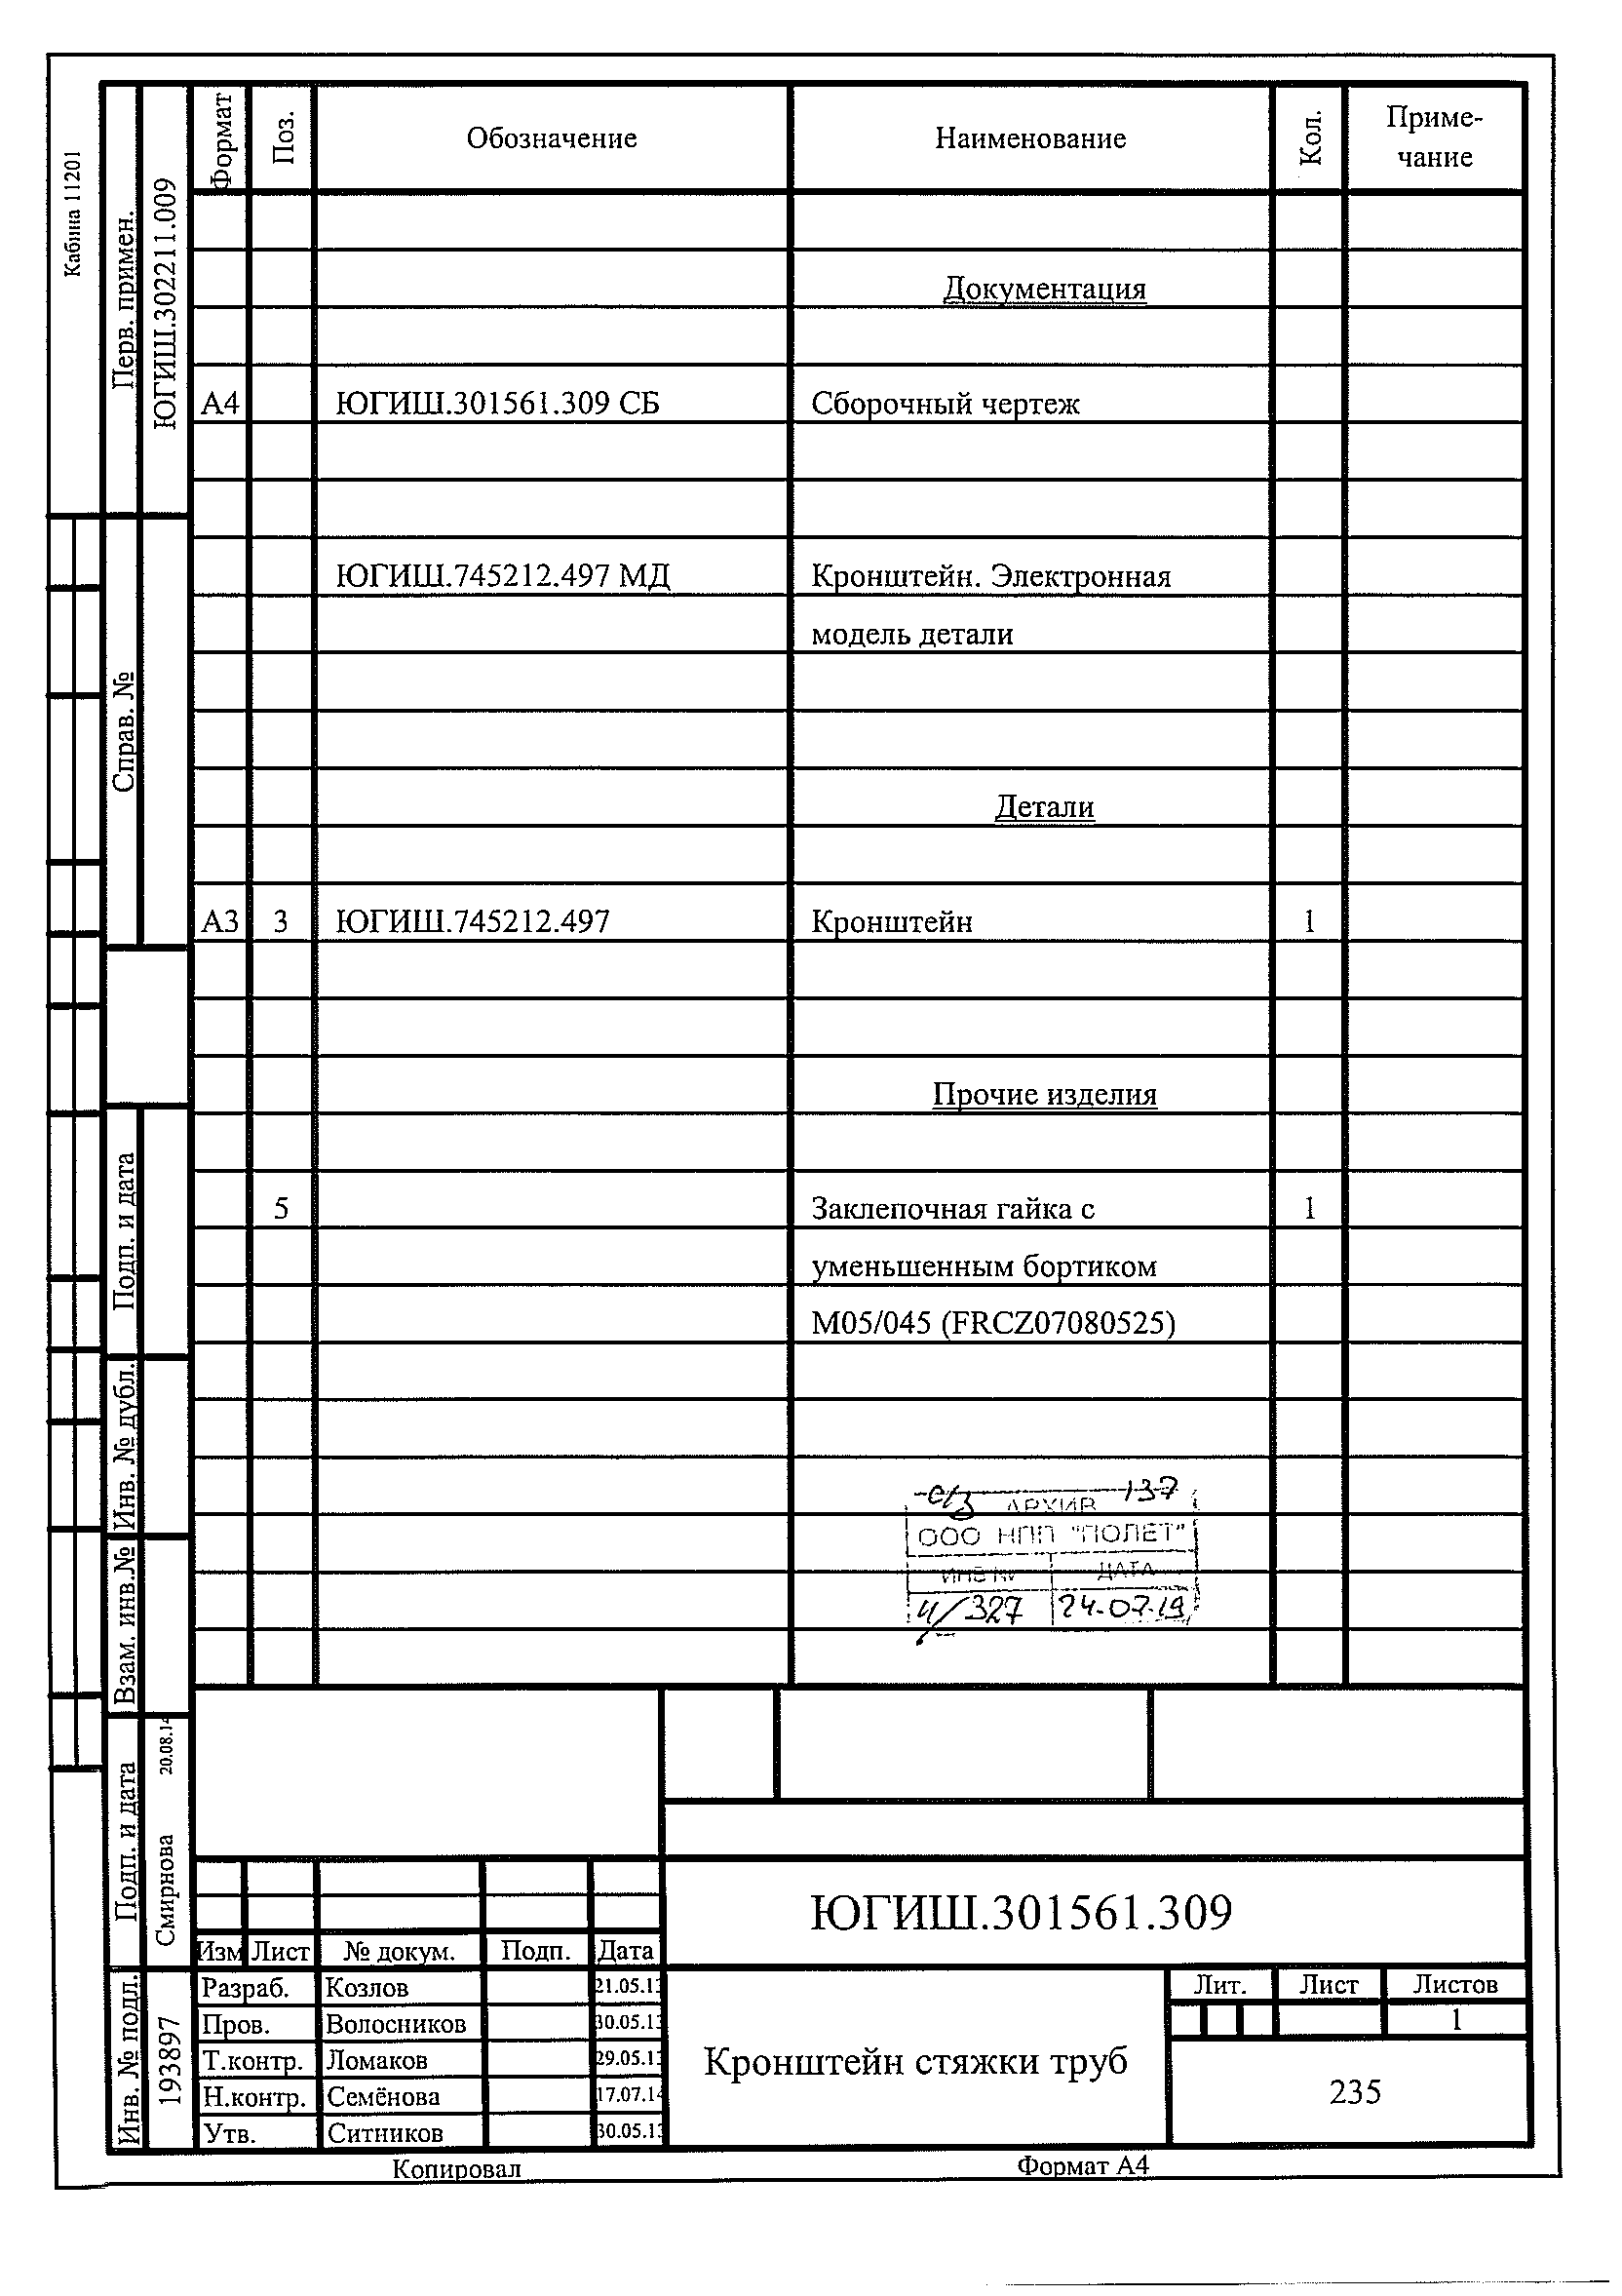 Кабина 11201
Перв. примен.
ЮГИШ.302211.009
Справ. №
Подп. и дата
Инв. № дубл.
Взам. инв.№
Подп. и дата
Смирнова 20.08.14
Инв. № подл.
193897
Формат Поз. Обозначение Наименование Кол. Приме-
чание
Документация
А4 ЮГИШ.301561.309 СБ Сборочный чертеж
ЮГИШ.745212.497 МД Кронштейн. Электронная
модель детали
Детали
А3 3 ЮГИШ.745212.497 Кронштейн 1
Прочие изделия
5 Заклепочная гайка с 1
уменьшенным бортиком
М05/045 (FRCZ07080525)
АРХИВ 137
ООО НПП "ПОЛЕТ"
ИНВ № ДАТА
и/327 24.07.19
ЮГИШ.301561.309
Изм Лист № докум. Подп. Дата
Разраб. Козлов 21.05.13
Пров. Волосников 30.05.13
Т.контр. Ломаков 29.05.13
Н.контр. Семёнова 17.07.14
Утв. Ситников 30.05.13
Кронштейн стяжки труб
Лит. Лист Листов
1
235
Копировал Формат А4